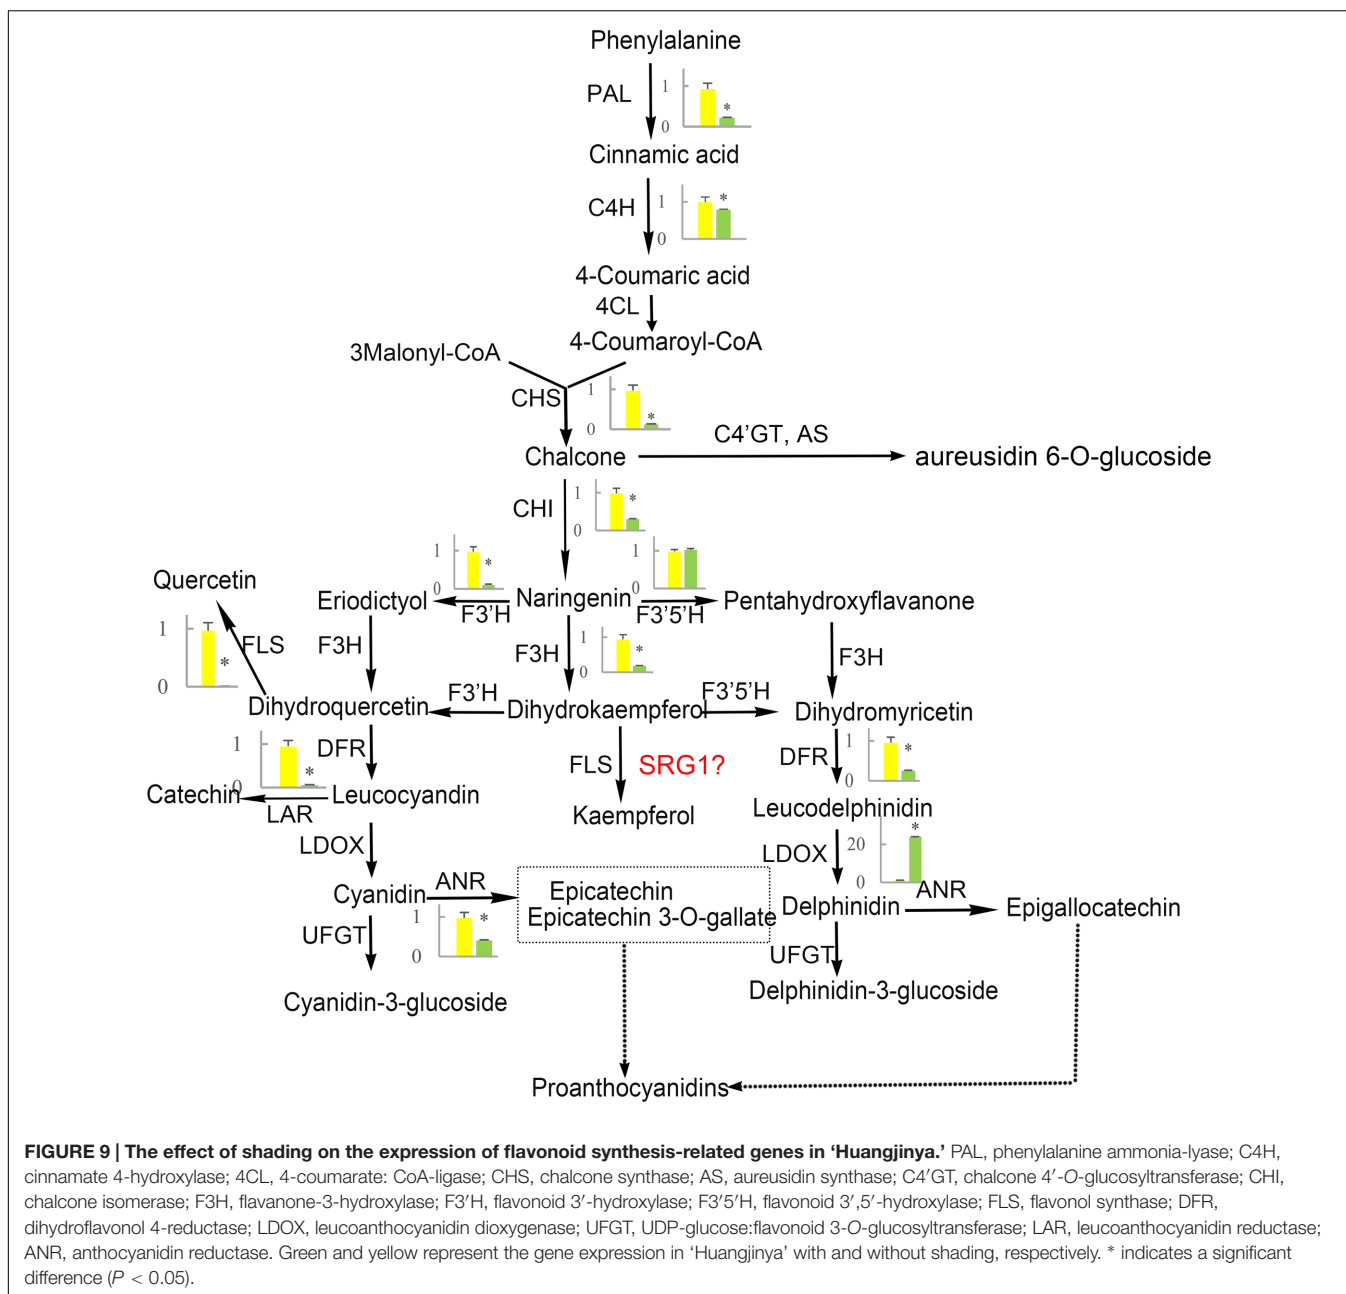 Phenylalanine
PAL
1
*
0
Cinnamic acid
C4H
1
*
0
4-Coumaric acid
4CL
3Malonyl-CoA
4-Coumaroyl-CoA
CHS
1
*
0
C4'GT, AS
Chalcone
aureusidin 6-O-glucoside
CHI
1
*
0
1
*
0
1
0
Quercetin
Eriodictyol
F3'H
Naringenin
F3'5'H
Pentahydroxyflavanone
1
*
0
FLS
F3H
F3H
1
*
0
F3H
Dihydroquercetin
F3'H
Dihydrokaempferol
F3'5'H
Dihydromyricetin
1
*
0
DFR
FLS
SRG1?
DFR
1
*
0
Catechin
LAR
Leucocyandin
Kaempferol
Leucodelphinidin
LDOX
LDOX
20
*
0
Cyanidin
ANR
Epicatechin
Epicatechin 3-O-gallate
Delphinidin
ANR
Epigallocatechin
UFGT
1
*
0
UFGT
Cyanidin-3-glucoside
Delphinidin-3-glucoside
Proanthocyanidins
FIGURE 9 | The effect of shading on the expression of flavonoid synthesis-related genes in ‘Huangjinya.’ PAL, phenylalanine ammonia-lyase; C4H,
cinnamate 4-hydroxylase; 4CL, 4-coumarate: CoA-ligase; CHS, chalcone synthase; AS, aureusidin synthase; C4′GT, chalcone 4′-O-glucosyltransferase; CHI,
chalcone isomerase; F3H, flavanone-3-hydroxylase; F3′H, flavonoid 3′-hydroxylase; F3′5′H, flavonoid 3′,5′-hydroxylase; FLS, flavonol synthase; DFR,
dihydroflavonol 4-reductase; LDOX, leucoanthocyanidin dioxygenase; UFGT, UDP-glucose:flavonoid 3-O-glucosyltransferase; LAR, leucoanthocyanidin reductase;
ANR, anthocyanidin reductase. Green and yellow represent the gene expression in ‘Huangjinya’ with and without shading, respectively. * indicates a significant
difference (P < 0.05).